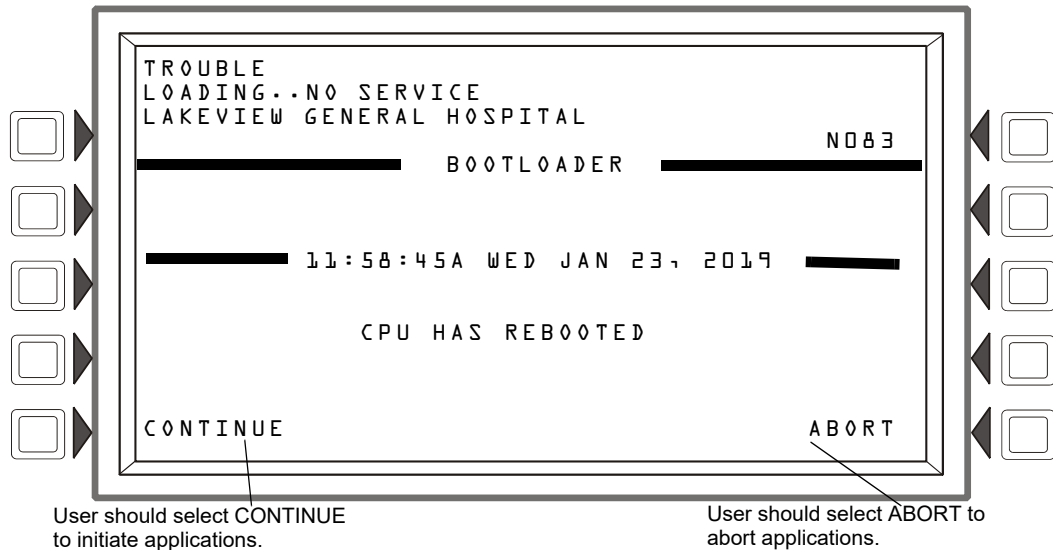 TROUBLE
LOADING..NO SERVICE
LAKEVIEW GENERAL HOSPITAL
N083
BOOTLOADER
11:58:45A WED JAN 23, 2019
CPU HAS REBOOTED
CONTINUE
ABORT
User should select CONTINUE
to initiate applications.
User should select ABORT to
abort applications.